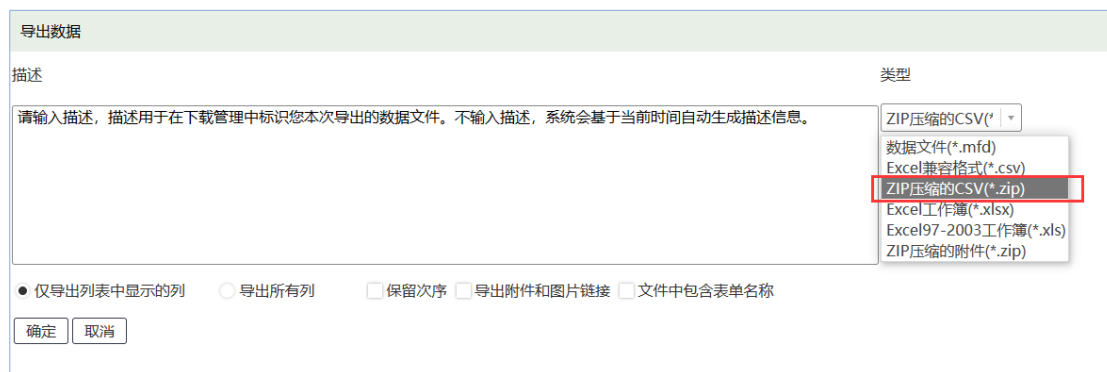 导出数据
描述
类型
请输入描述，描述用于在下载管理中标识您本次导出的数据文件。不输入描述，系统会基于当前时间自动生成描述信息。
ZIP压缩的CSV(*
数据文件(*.mfd)
Excel兼容格式(*.csv)
ZIP压缩的CSV(*.zip)
Excel工作簿(*.xlsx)
Excel97-2003工作簿(*.xls)
ZIP压缩的附件(*.zip)
仅导出列表中显示的列 导出所有列 保留次序 导出附件和图片链接 文件中包含表单名称
确定 取消